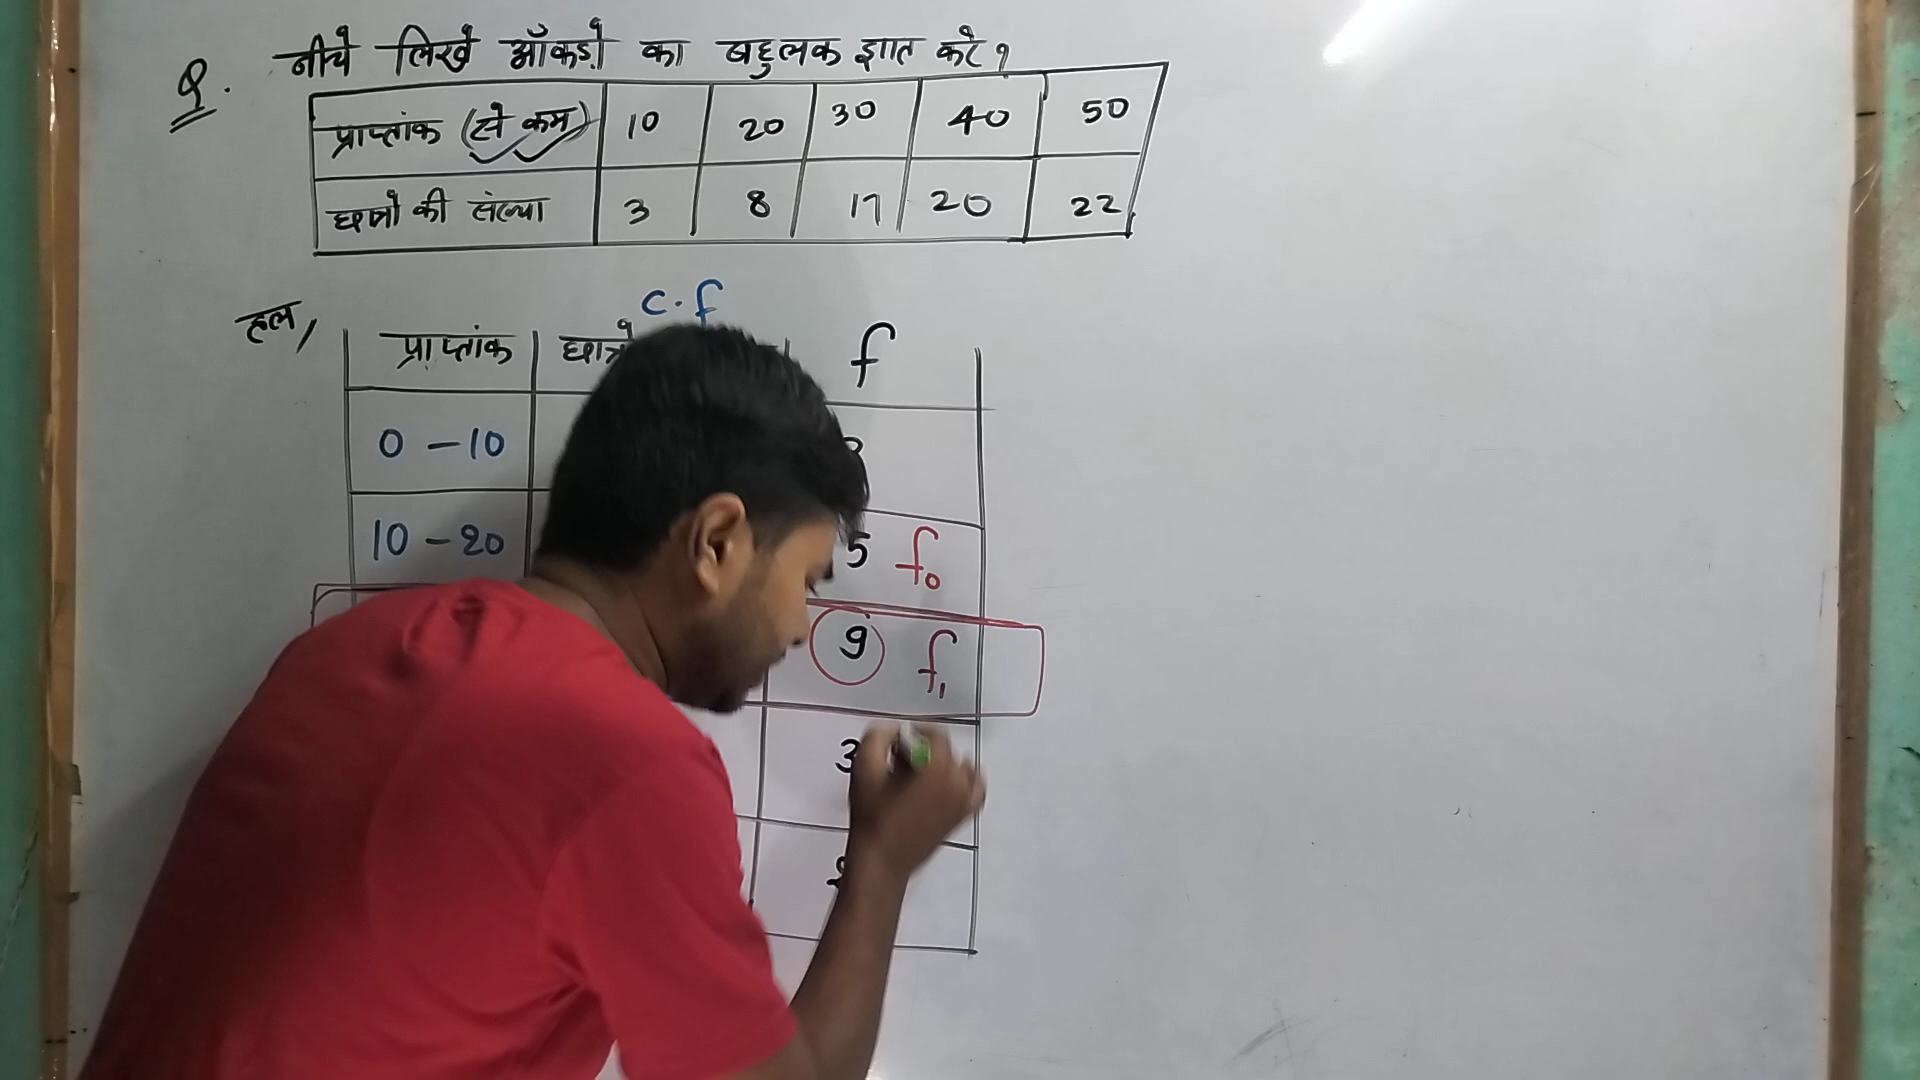 Q. नीचे लिखे आँकड़ो का बहुलक ज्ञात करे ?
प्राप्तांक (से कम) 10 20 30 40 50
छात्रो की संख्या 3 8 17 20 22
हल,
c.f
प्राप्तांक f
0 - 10
10 - 20 5 f₀
9 f₁
3